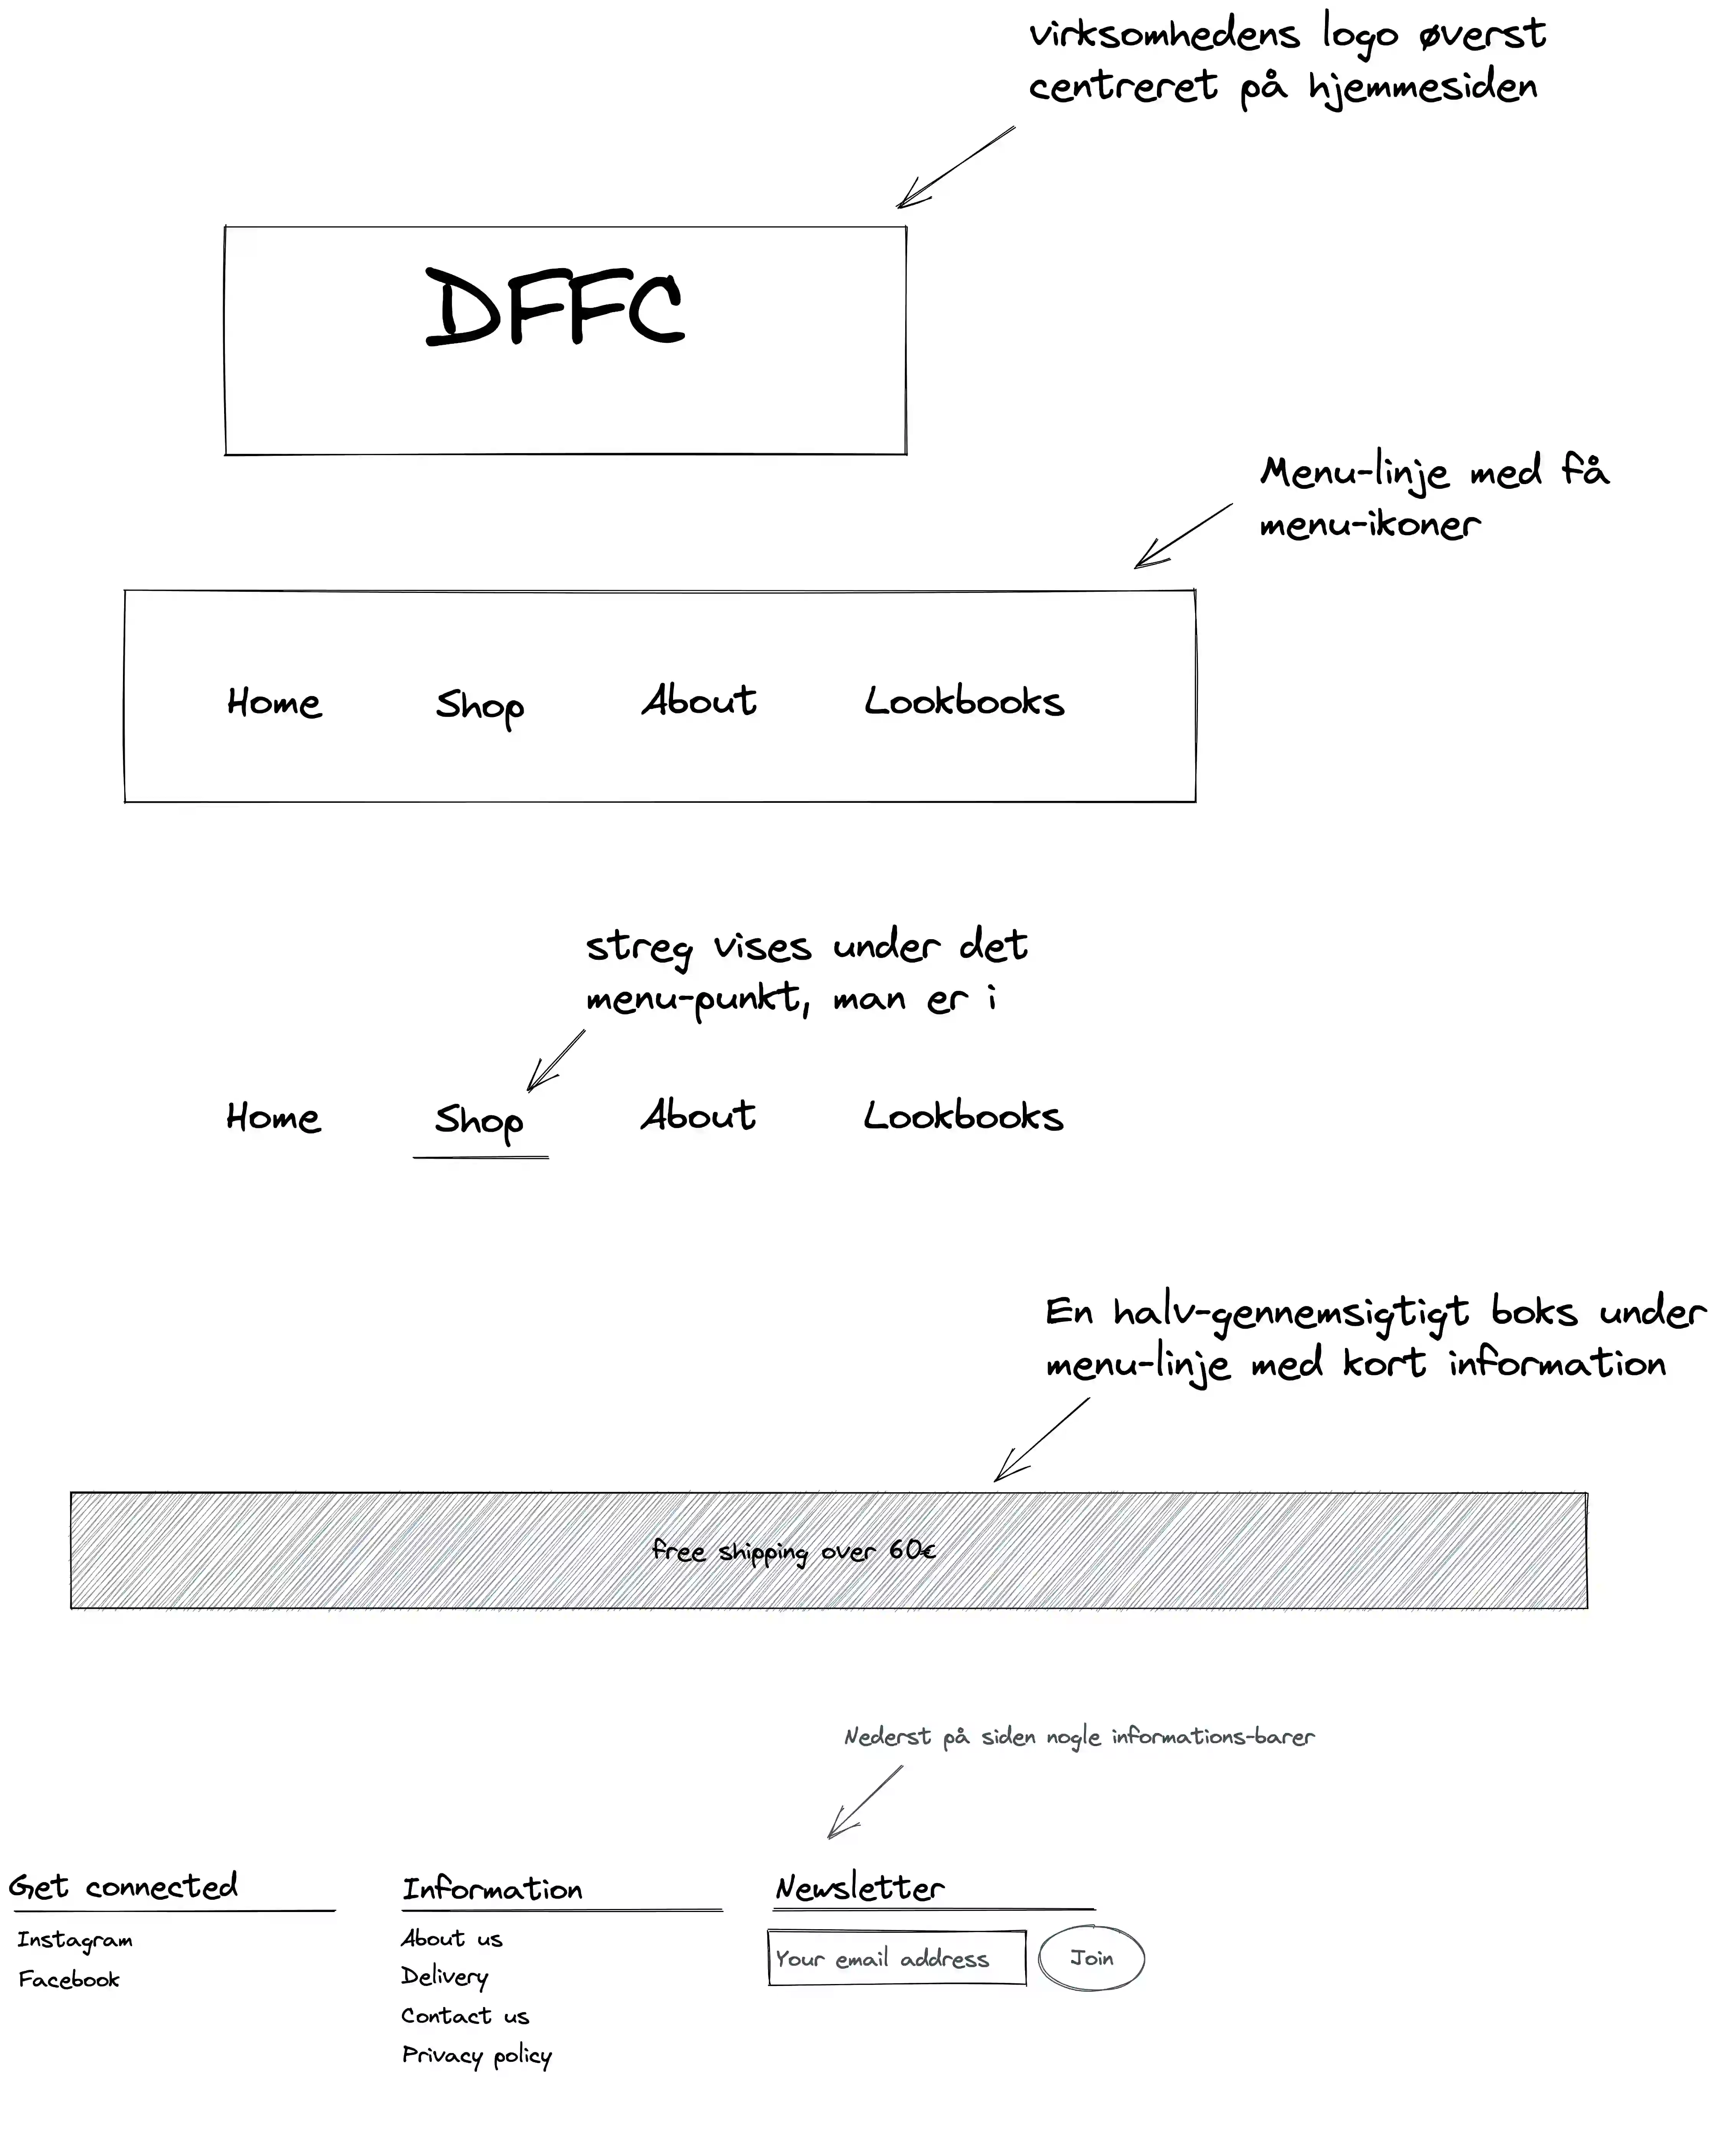 virksomhedens logo øverst
centreret på hjemmesiden
DFFC
Menu-linje med få
menu-ikoner
Home Shop About Lookbooks
streg vises under det
menu-punkt, man er i
Home Shop About Lookbooks
En halv-gennemsigtigt boks under
menu-linje med kort information
free shipping over 60€
Nederst på siden nogle informations-barer
Get connected
Instagram
Facebook
Information
About us
Delivery
Contact us
Privacy policy
Newsletter
Your email address
Join